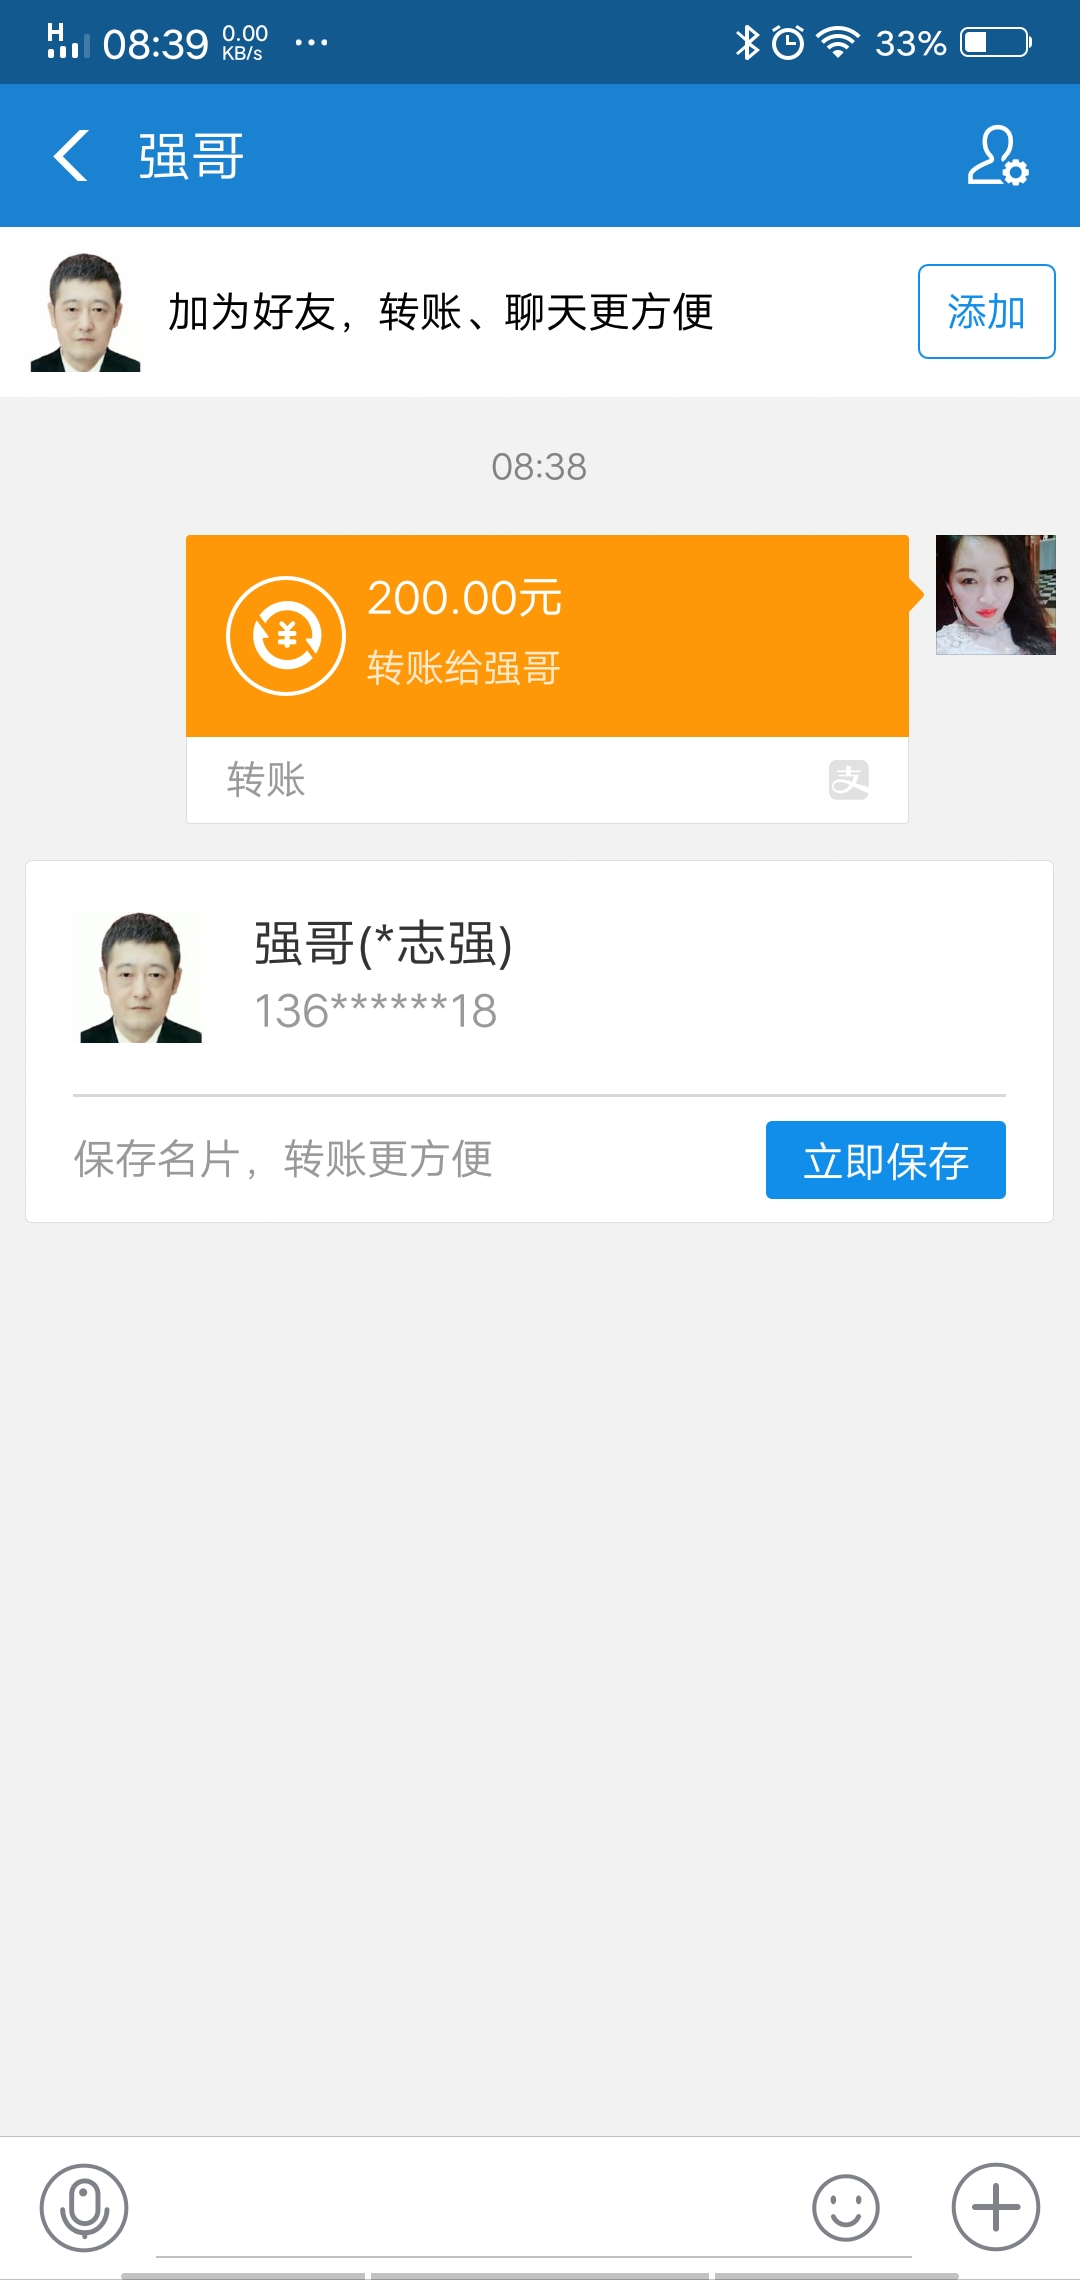 H 08:39 0.00 KB/s ... 33%
强哥
加为好友，转账、聊天更方便
添加
08:38
200.00元
转账给强哥
转账
支
强哥(*志强)
136******18
保存名片，转账更方便
立即保存